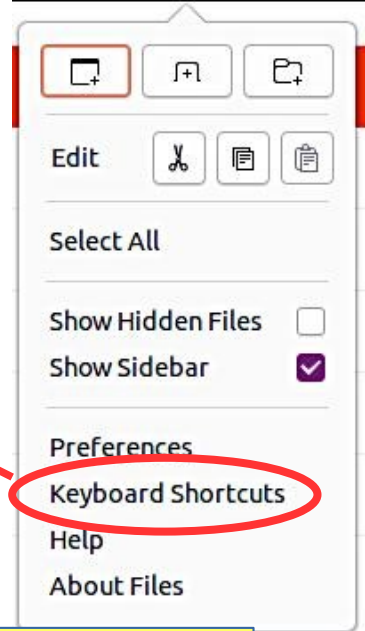 Edit
Select All
Show Hidden Files
Show Sidebar
Preferences
Keyboard Shortcuts
Help
About Files